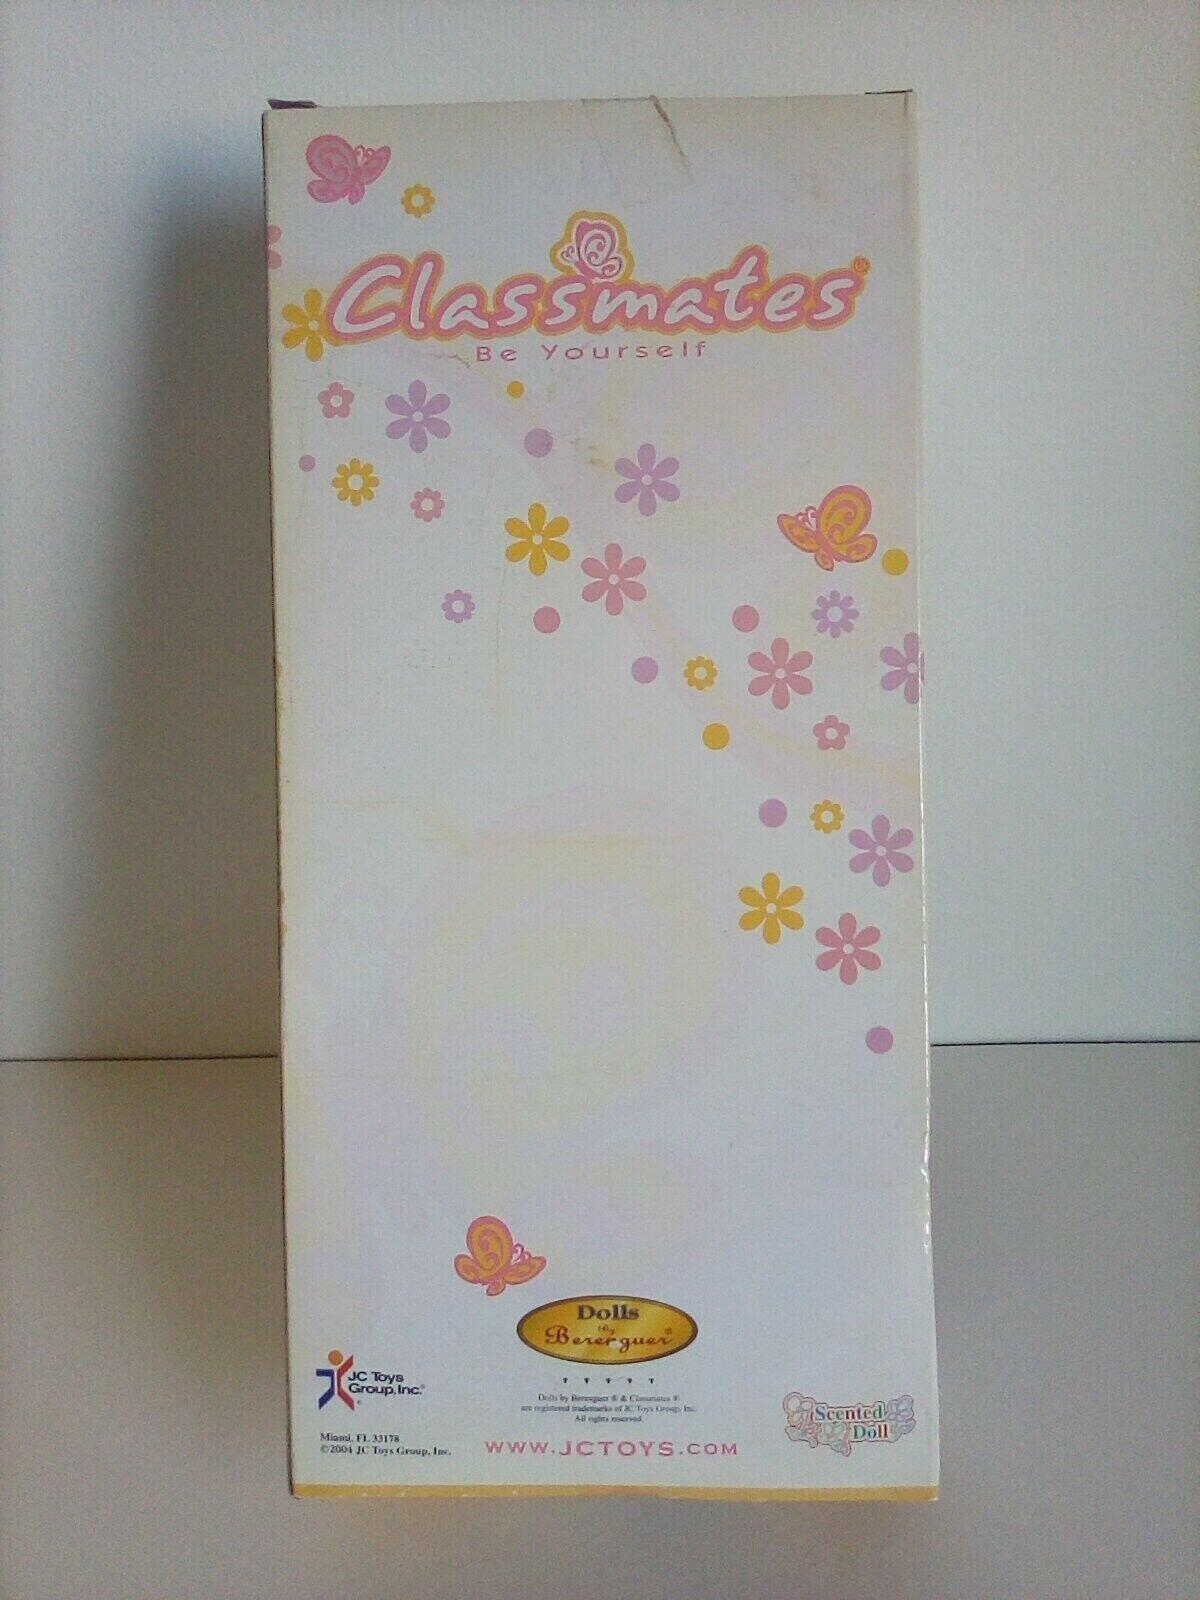 Classmates®
Be Yourself
Dolls
By
Berenguer®
JC Toys
Group, Inc.®
Dolls by Berenguer ® & Classmates ®
are registered trademarks of JC Toys Group, Inc.
All rights reserved.
Miami, FL 33178
©2004 JC Toys Group, Inc.
WWW.JCTOYS.COM
Scented
Doll